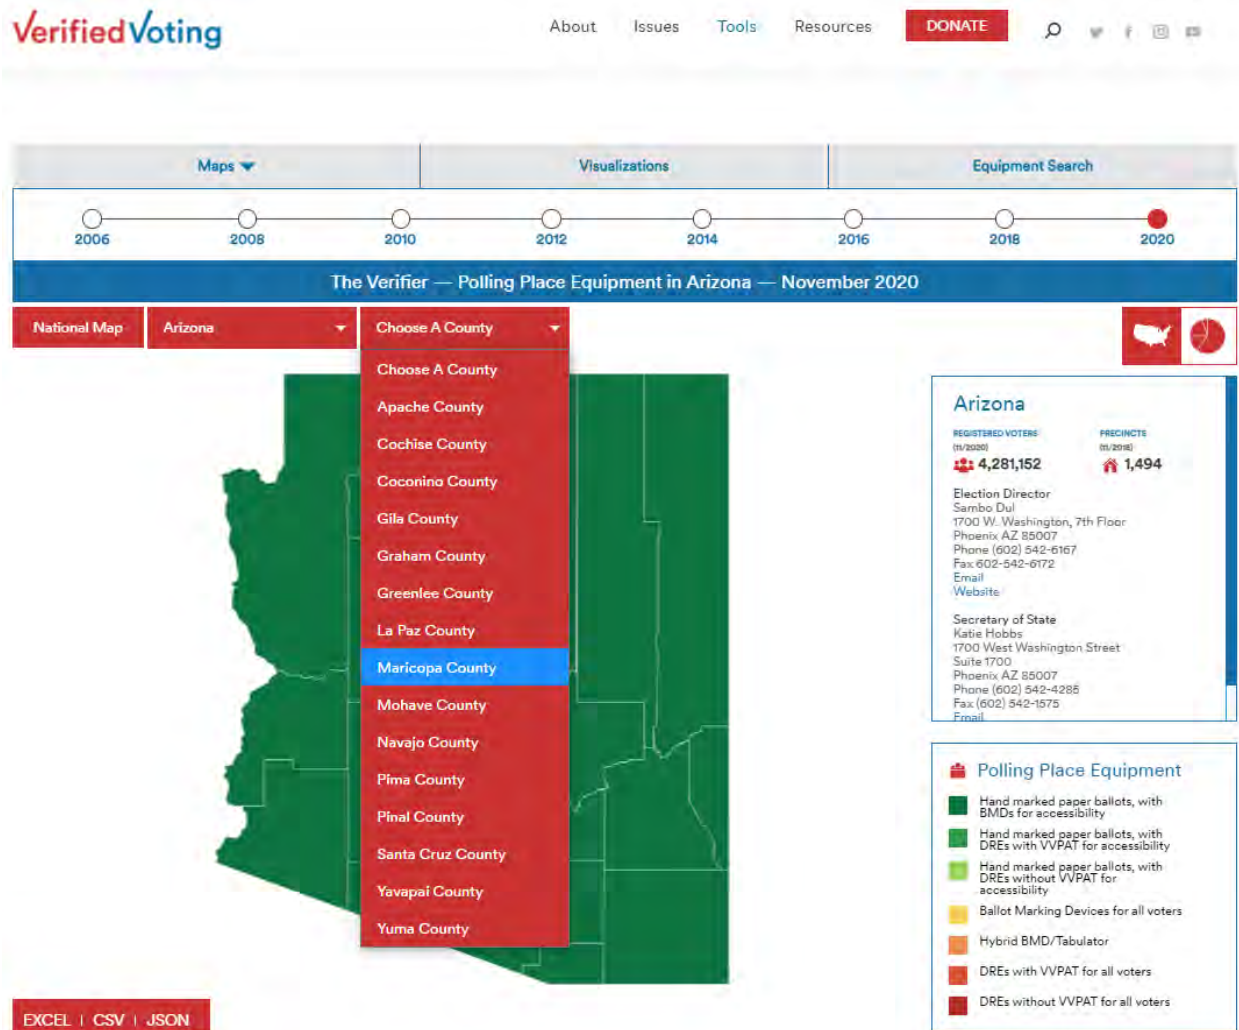 Verified Voting
About Issues Tools Resources DONATE
Maps Visualizations Equipment Search
2006 2008 2010 2012 2014 2016 2018 2020
The Verifier — Polling Place Equipment in Arizona — November 2020
National Map Arizona Choose A County
Choose A County
Apache County
Cochise County
Coconino County
Gila County
Graham County
Greenlee County
La Paz County
Maricopa County
Mohave County
Navajo County
Pima County
Pinal County
Santa Cruz County
Yavapai County
Yuma County
Arizona
REGISTERED VOTERS PRECINCTS
(11/2020) (11/2018)
4,281,152 1,494
Election Director
Sambo Dul
1700 W. Washington, 7th Floor
Phoenix AZ 85007
Phone (602) 542-6167
Fax 602-542-6172
Email
Website
Secretary of State
Katie Hobbs
1700 West Washington Street
Suite 1700
Phoenix AZ 85007
Phone (602) 542-4285
Fax (602) 542-1575
Email
Polling Place Equipment
Hand marked paper ballots, with
BMDs for accessibility
Hand marked paper ballots, with
DREs with VVPAT for accessibility
Hand marked paper ballots, with
DREs without VVPAT for
accessibility
Ballot Marking Devices for all voters
Hybrid BMD/Tabulator
DREs with VVPAT for all voters
DREs without VVPAT for all voters
EXCEL | CSV | JSON